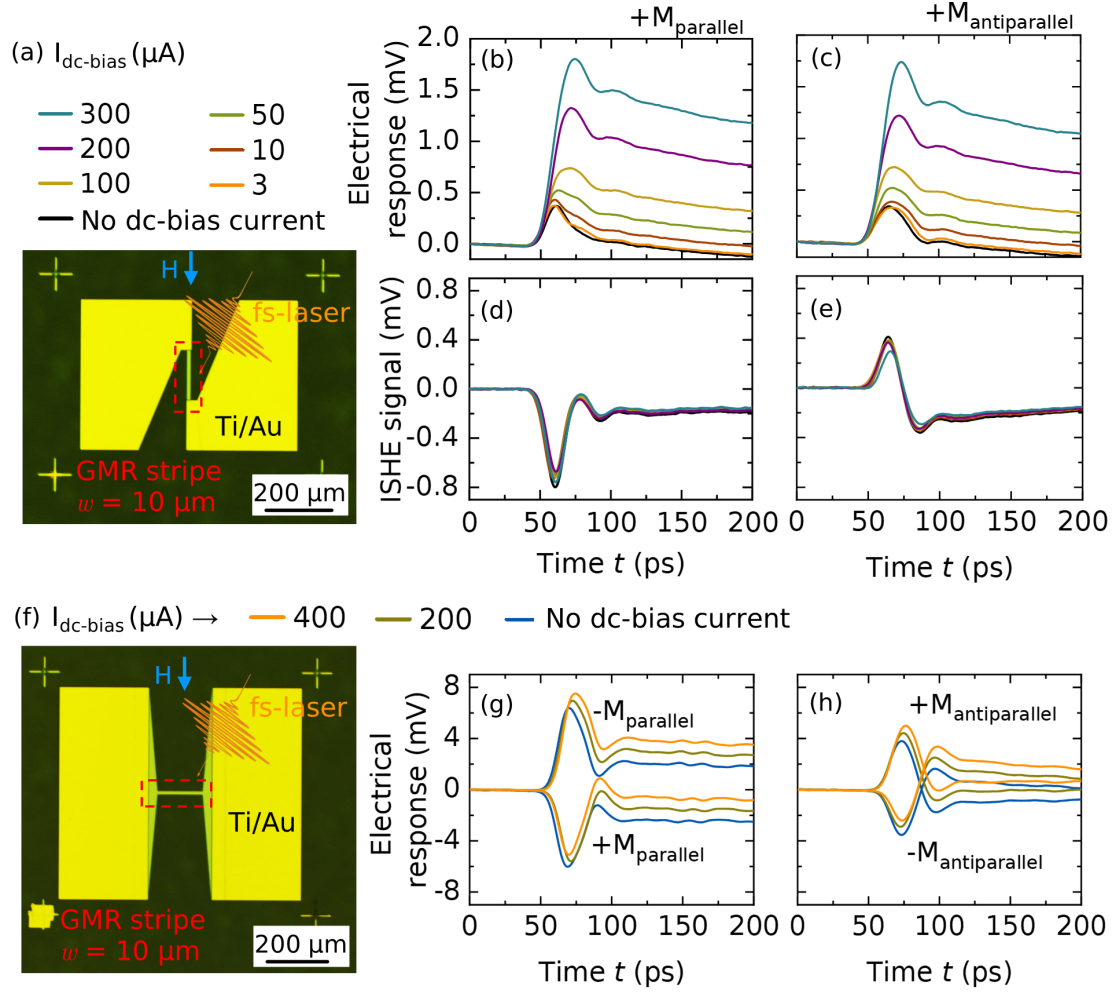 +M_parallel
+M_antiparallel
(a) I_dc-bias (µA)
300
50
200
10
100
3
No dc-bias current
H
fs-laser
Ti/Au
GMR stripe
w = 10 µm
200 µm
(b)
Electrical
response (mV)
2.0
1.5
1.0
0.5
0.0
(c)
(d)
ISHE signal (mV)
0.8
0.4
0.0
-0.4
-0.8
0 50 100 150 200
Time t (ps)
(e)
0 50 100 150 200
Time t (ps)
(f) I_dc-bias (µA) → 400 200 No dc-bias current
H
fs-laser
Ti/Au
GMR stripe
w = 10 µm
200 µm
(g)
Electrical
response (mV)
8
4
0
-4
-8
-M_parallel
+M_parallel
0 50 100 150 200
Time t (ps)
(h)
+M_antiparallel
-M_antiparallel
0 50 100 150 200
Time t (ps)